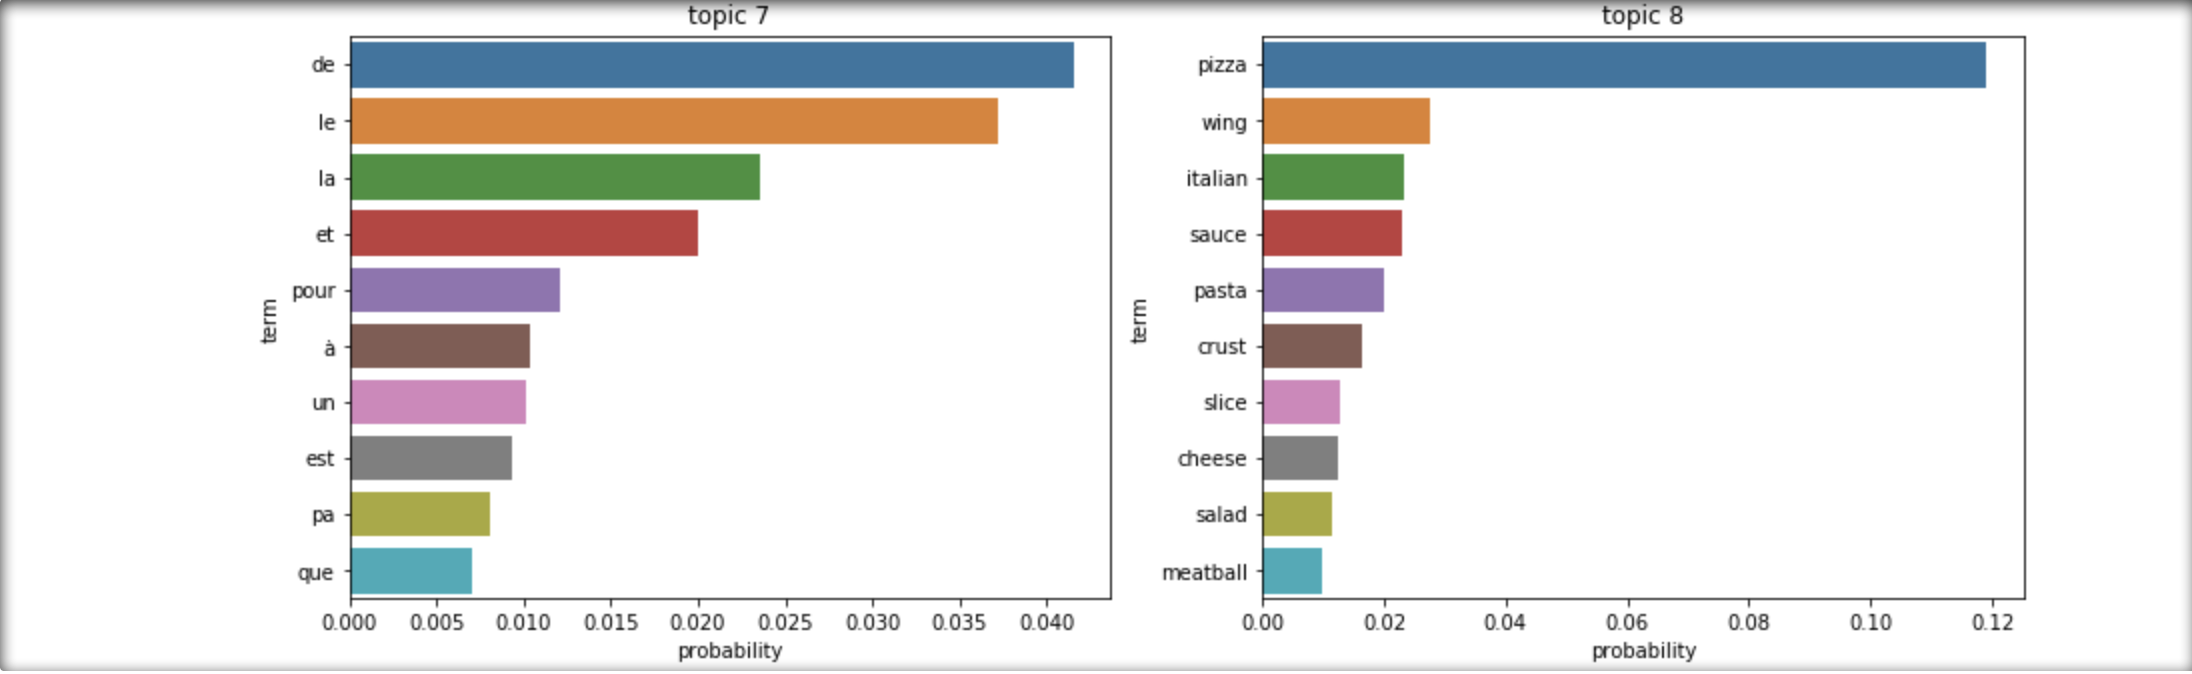 topic 7
de
le
la
et
pour
à
un
est
pa
que
term
0.000 0.005 0.010 0.015 0.020 0.025 0.030 0.035 0.040
probability
topic 8
pizza
wing
italian
sauce
pasta
crust
slice
cheese
salad
meatball
term
0.00 0.02 0.04 0.06 0.08 0.10 0.12
probability